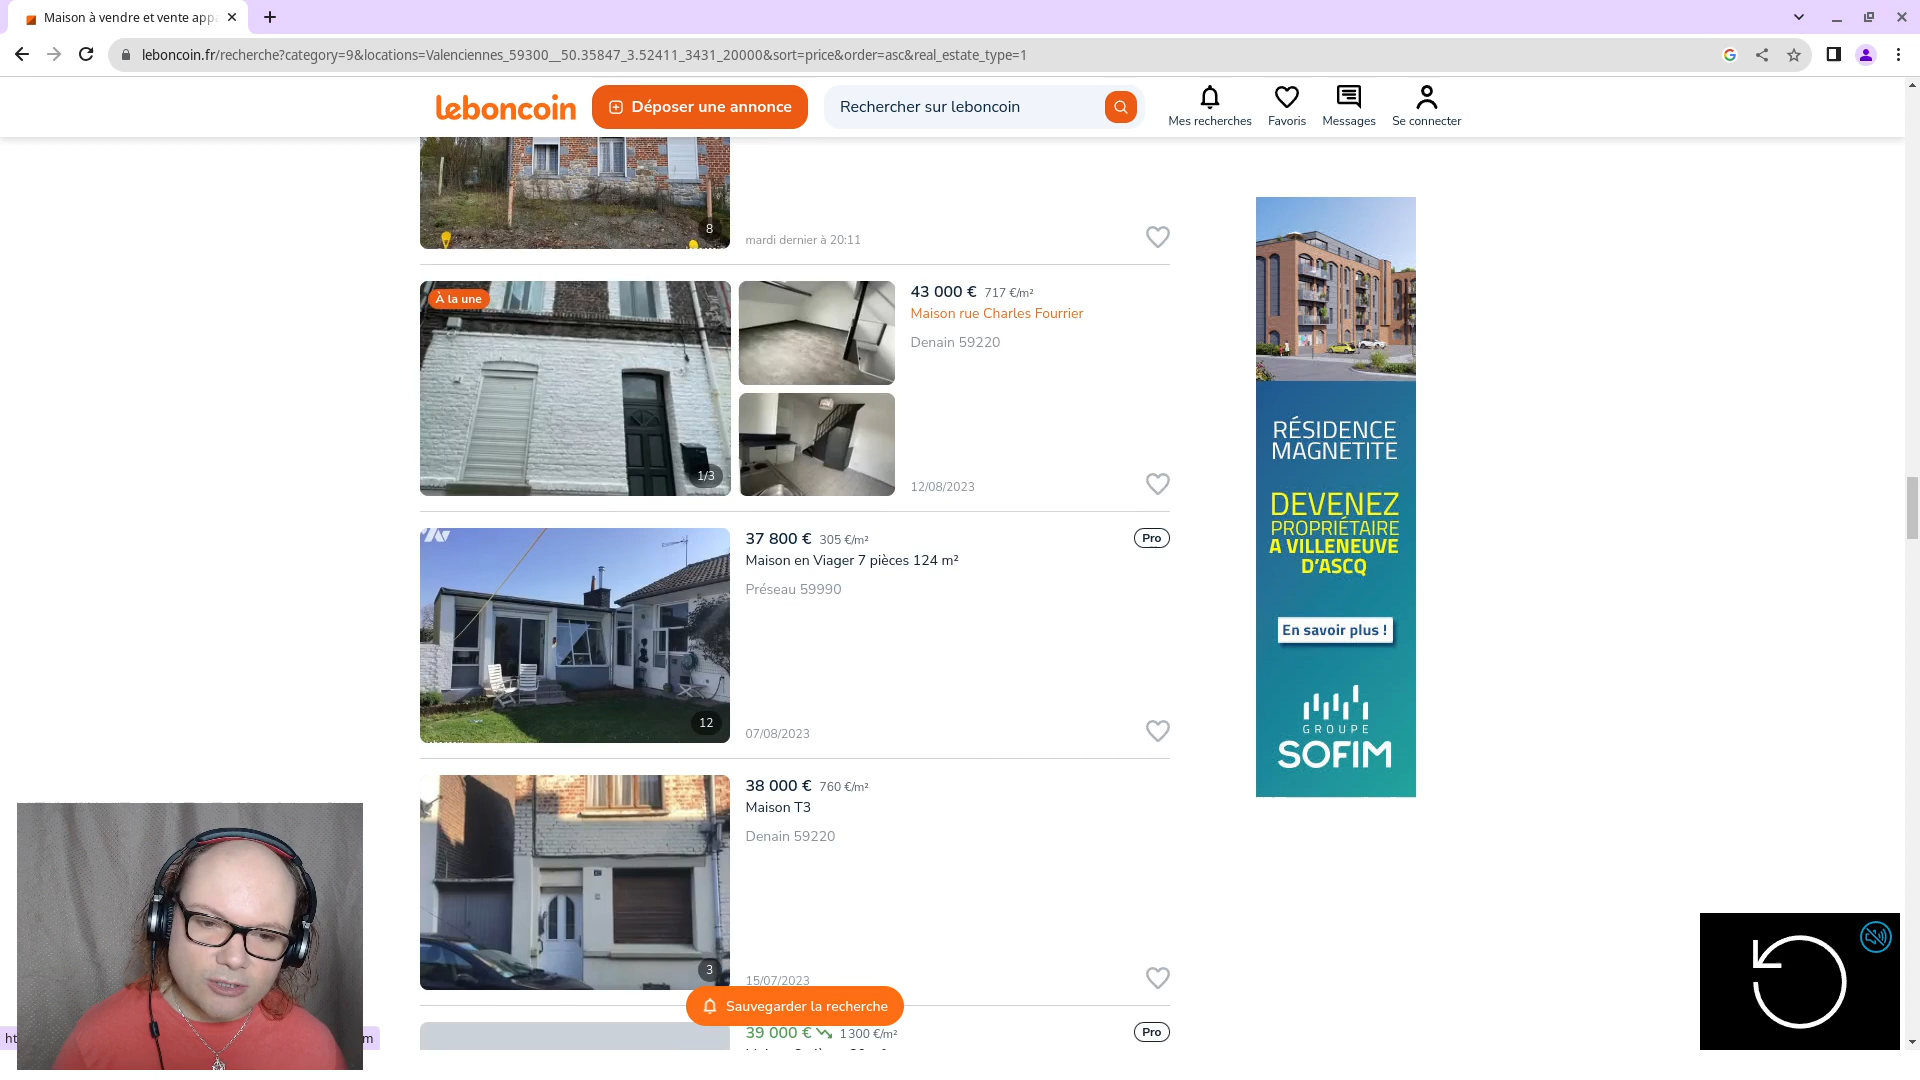 Maison à vendre et vente appa
leboncoin.fr/recherche?category=9&locations=Valenciennes_59300__50.35847_3.52411_3431_20000&sort=price&order=asc&real_estate_type=1
leboncoin
Déposer une annonce
Rechercher sur leboncoin
Mes recherches
Favoris
Messages
Se connecter
8
mardi dernier à 20:11
À la une
1/3
43 000 € 717 €/m²
Maison rue Charles Fourrier
Denain 59220
12/08/2023
12
37 800 € 305 €/m²
Pro
Maison en Viager 7 pièces 124 m²
Préseau 59990
07/08/2023
3
38 000 € 760 €/m²
Maison T3
Denain 59220
15/07/2023
Sauvegarder la recherche
39 000 € 1 300 €/m²
Pro
RÉSIDENCE
MAGNETITE
DEVENEZ
PROPRIÉTAIRE
A VILLENEUVE
D'ASCQ
En savoir plus !
GROUPE
SOFIM
ht
m